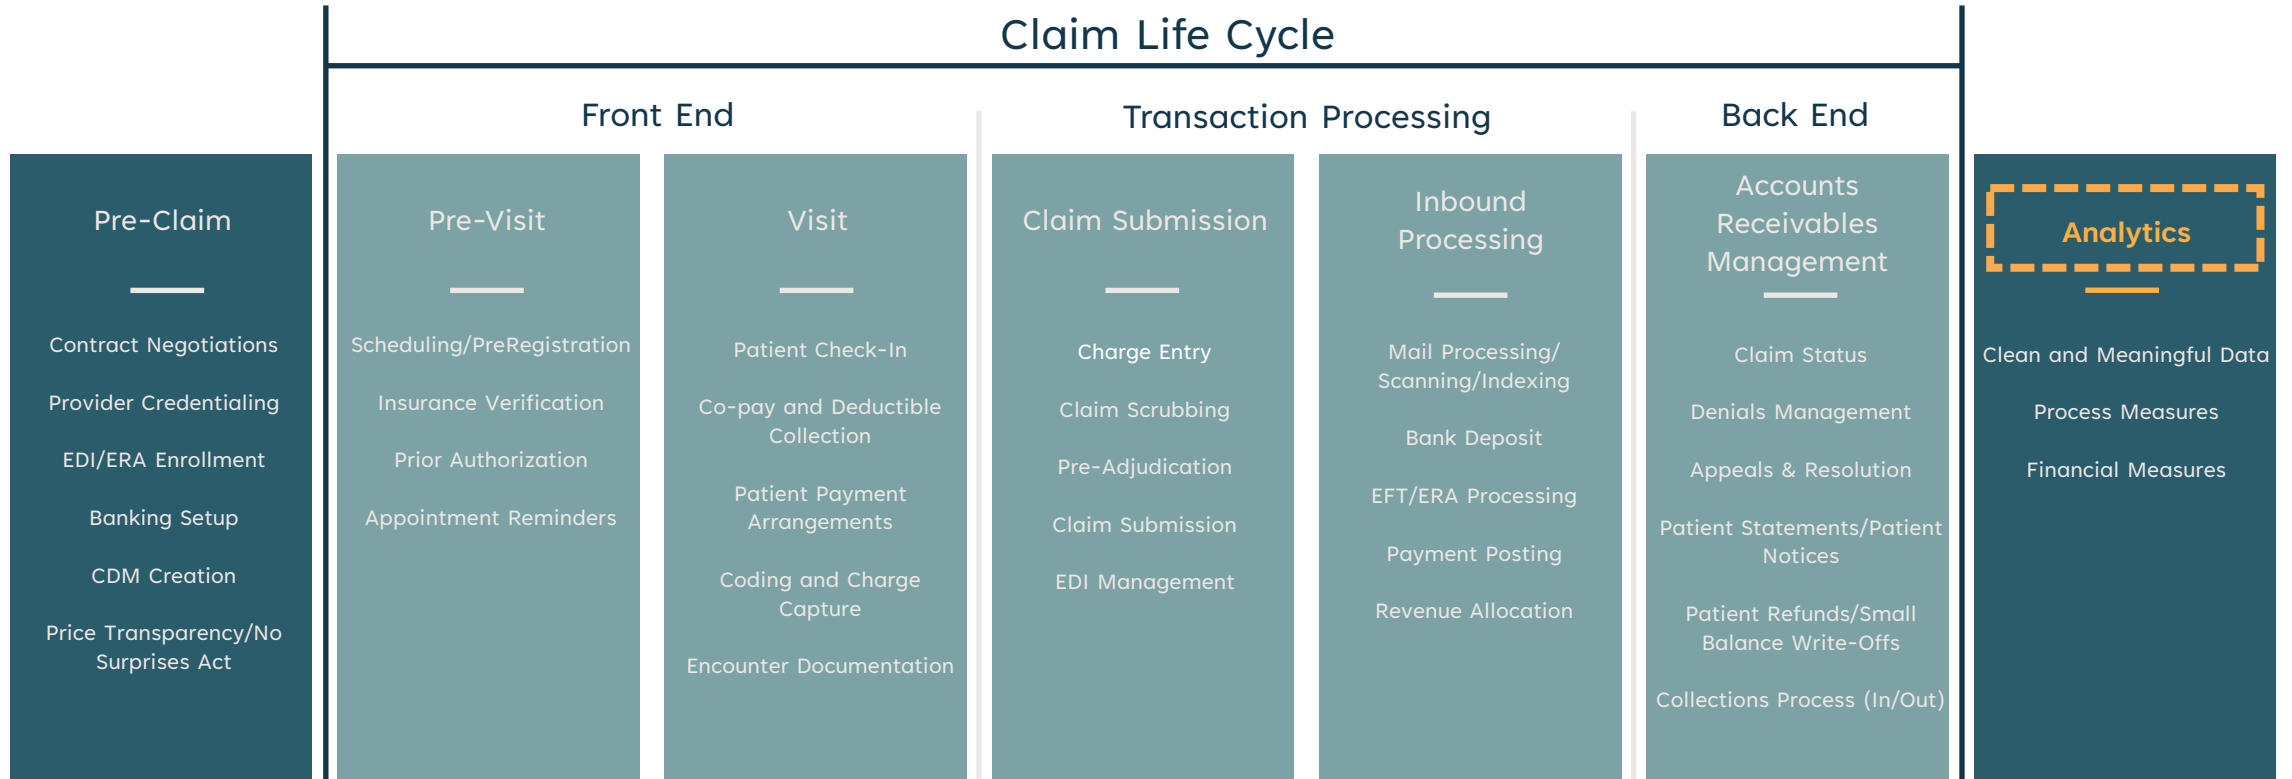 Claim Life Cycle
Front End
Transaction Processing
Back End
Pre-Claim
Contract Negotiations
Provider Credentialing
EDI/ERA Enrollment
Banking Setup
CDM Creation
Price Transparency/No
Surprises Act
Pre-Visit
Scheduling/PreRegistration
Insurance Verification
Prior Authorization
Appointment Reminders
Visit
Patient Check-In
Co-pay and Deductible
Collection
Patient Payment
Arrangements
Coding and Charge
Capture
Encounter Documentation
Claim Submission
Charge Entry
Claim Scrubbing
Pre-Adjudication
Claim Submission
EDI Management
Inbound
Processing
Mail Processing/
Scanning/Indexing
Bank Deposit
EFT/ERA Processing
Payment Posting
Revenue Allocation
Accounts
Receivables
Management
Claim Status
Denials Management
Appeals & Resolution
Patient Statements/Patient
Notices
Patient Refunds/Small
Balance Write-Offs
Collections Process (In/Out)
Analytics
Clean and Meaningful Data
Process Measures
Financial Measures